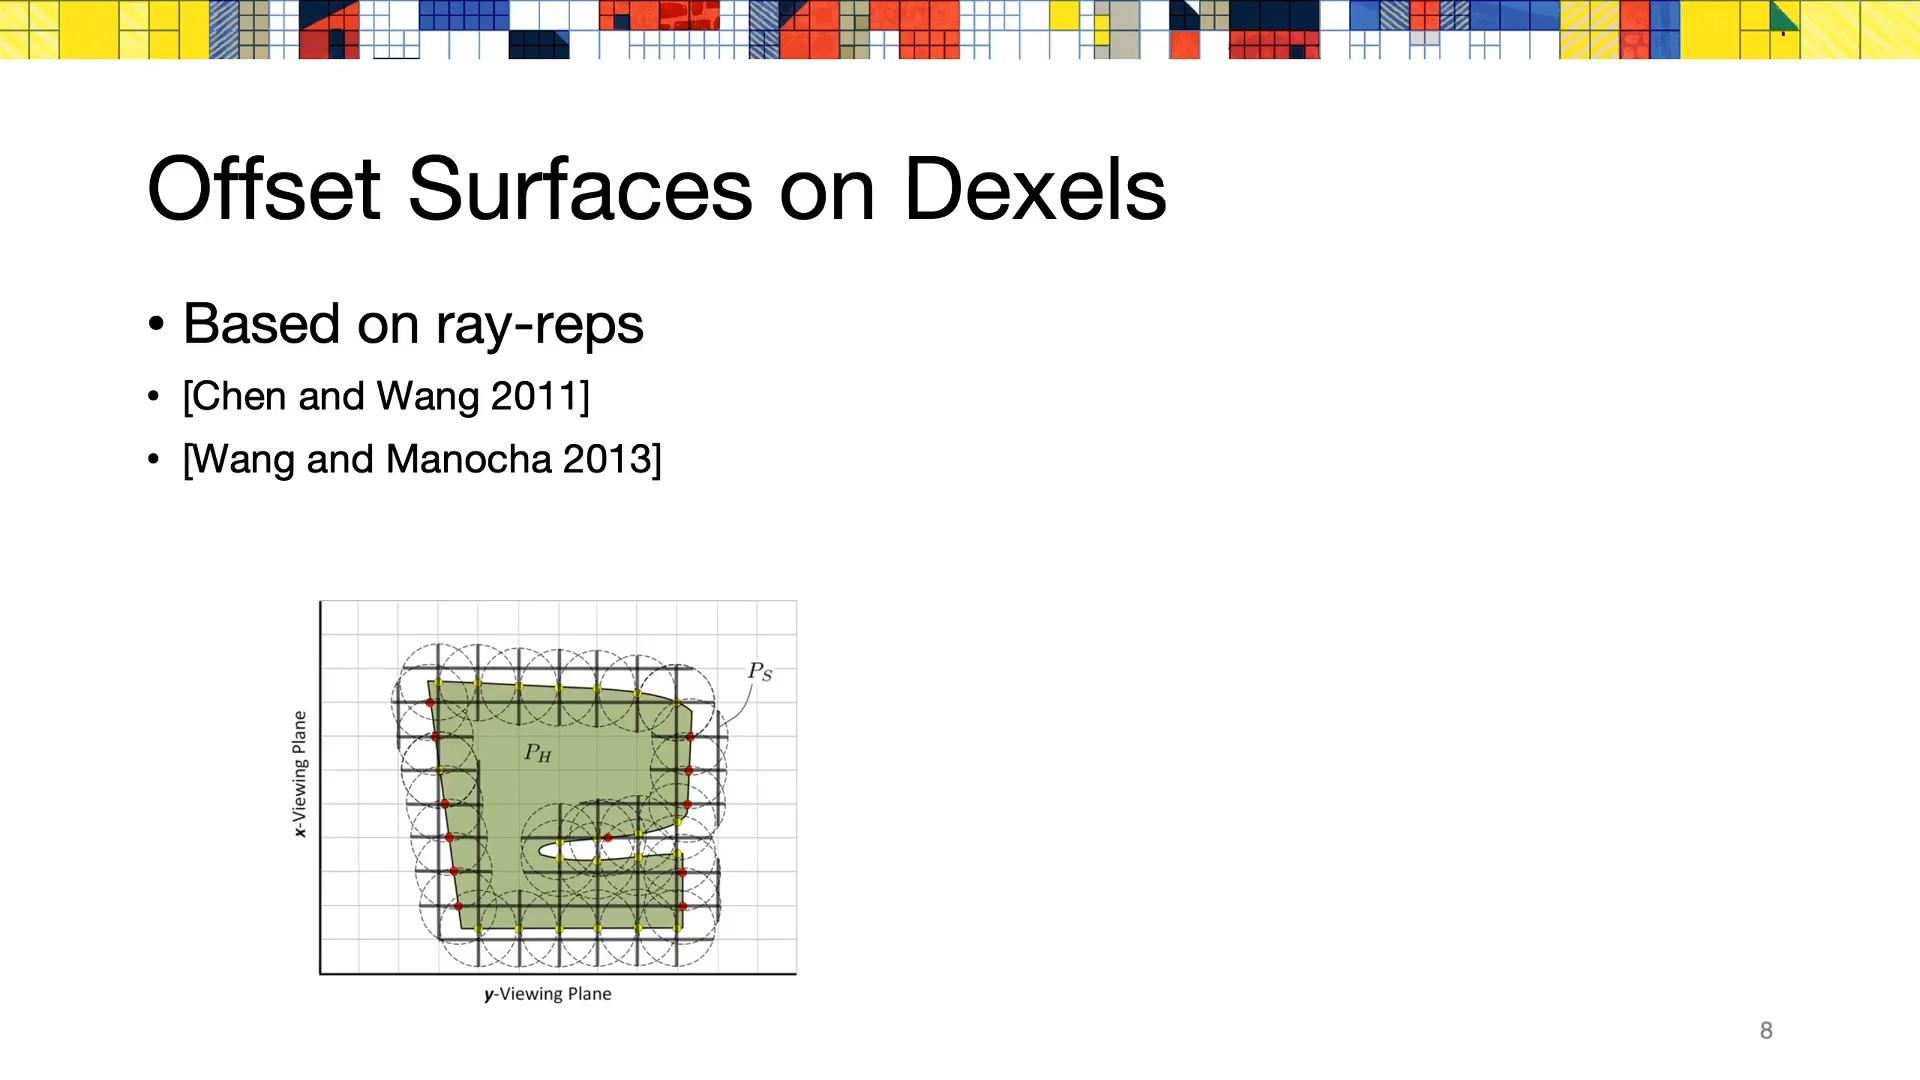 Offset Surfaces on Dexels
• Based on ray-reps
• [Chen and Wang 2011]
• [Wang and Manocha 2013]
P_S
P_H
x-Viewing Plane
y-Viewing Plane
8